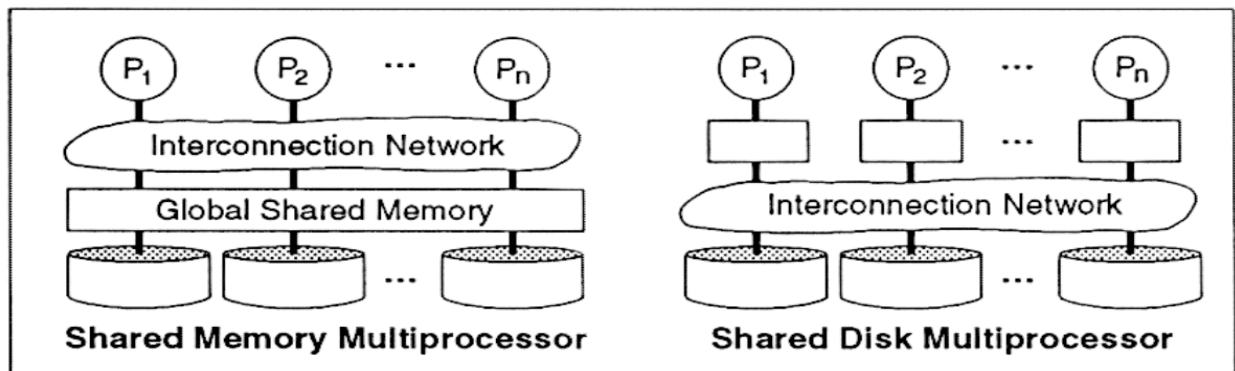 P1 P2 ... Pn
Interconnection Network
Global Shared Memory
...
Shared Memory Multiprocessor
P1 P2 ... Pn
...
Interconnection Network
...
Shared Disk Multiprocessor